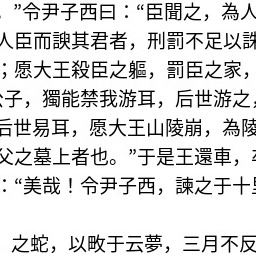 。”令尹子西曰：“臣聞之，為人
人臣而諛其君者，刑罰不足以誅
；愿大王殺臣之軀，罰臣之家，
公子，獨能禁我游耳，后世游之，
后世易耳，愿大王山陵崩，為陵
父之墓上者也。”于是王還車，
：“美哉！令尹子西，諫之于十里
之蛇，以畋于云夢，三月不反